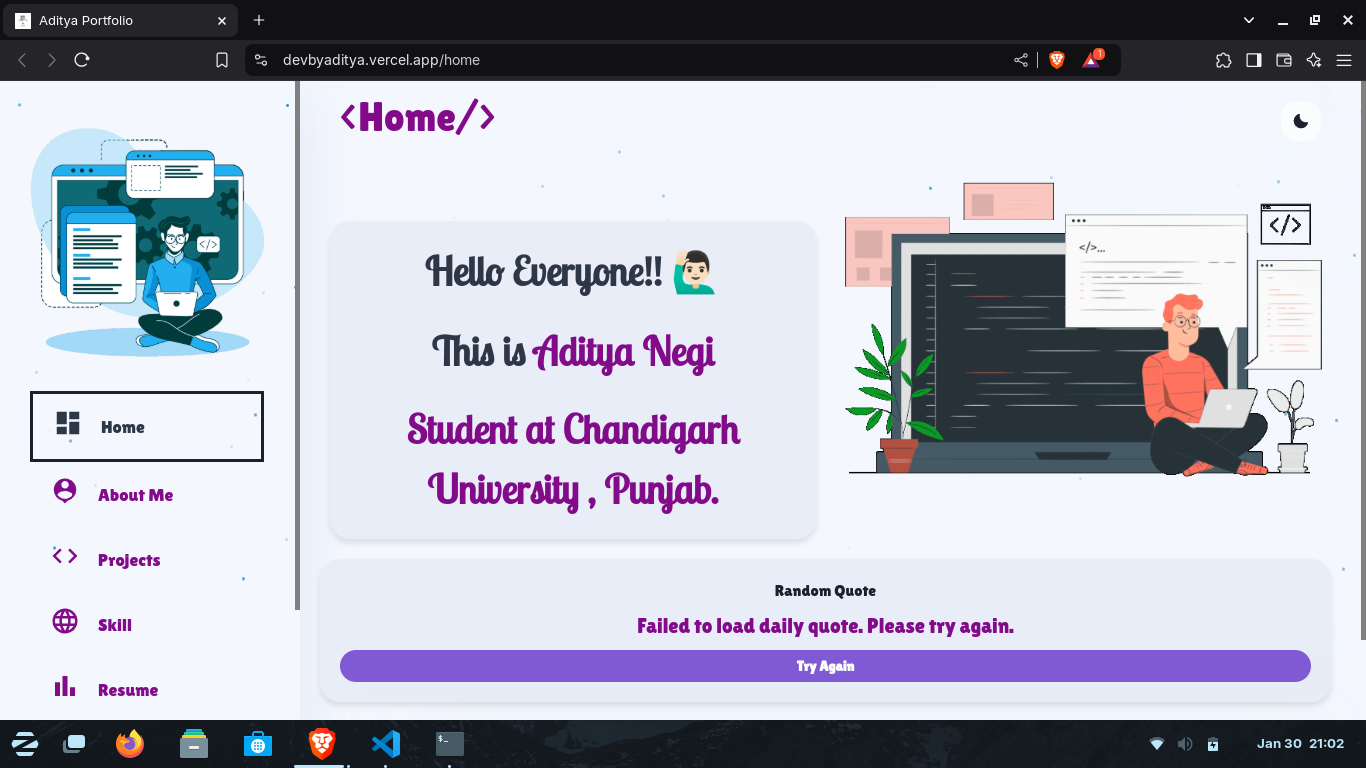 Aditya Portfolio
devbyaditya.vercel.app/home
1
<Home/>
</>
</>...
</>
Hello Everyone!! 🙋🏻‍♂️
This is Aditya Negi
Student at Chandigarh
University , Punjab.
Home
About Me
Projects
Skill
Resume
Random Quote
Failed to load daily quote. Please try again.
Try Again
$_
Jan 30 21:02